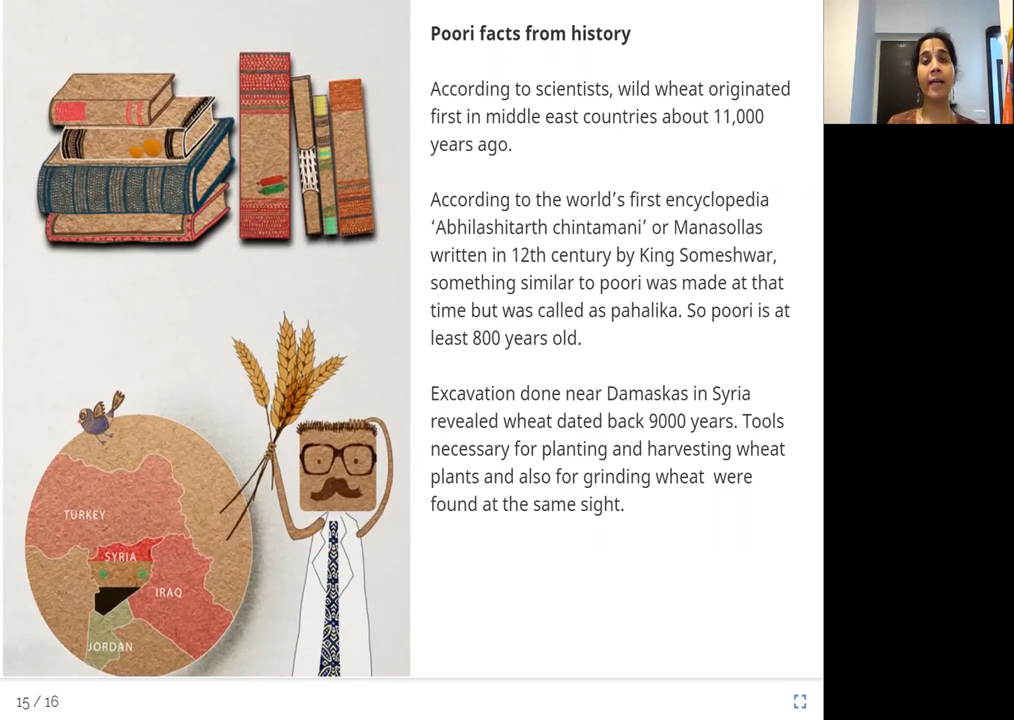 Poori facts from history
According to scientists, wild wheat originated
first in middle east countries about 11,000
years ago.
According to the world’s first encyclopedia
‘Abhilashitarth chintamani’ or Manasollas
written in 12th century by King Someshwar,
something similar to poori was made at that
time but was called as pahalika. So poori is at
least 800 years old.
Excavation done near Damaskas in Syria
revealed wheat dated back 9000 years. Tools
necessary for planting and harvesting wheat
plants and also for grinding wheat  were
found at the same sight.
TURKEY
SYRIA
IRAQ
JORDAN
15 / 16